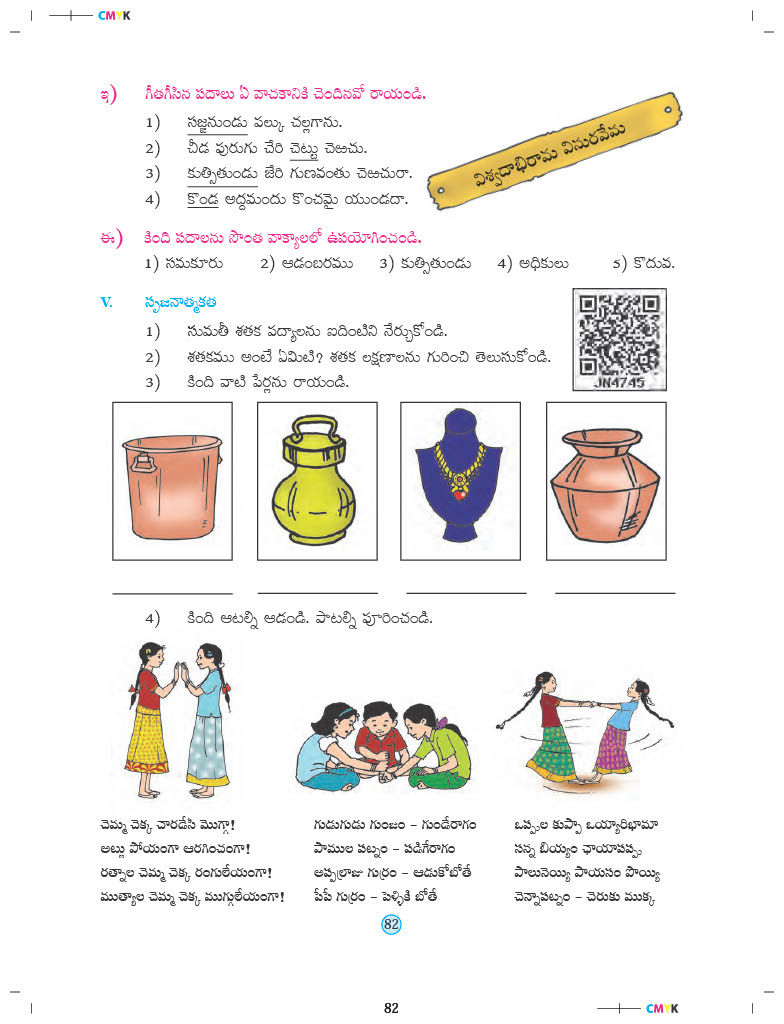 CMYK
ఇ) గీతగీసిన పదాలు ఏ వాచకానికి చెందినవో రాయండి.
1) సజ్జనుండు పల్కు చల్లగాను.
2) చీడ పురుగు చేరి చెట్టు చెఱచు.
3) కుత్సితుండు జేరి గుణవంతు చెఱచురా.
4) కొండ అద్దమందు కొంచమై యుండదా.
విశ్వదాభిరామ వినురవేమ
ఈ) కింది పదాలను సొంత వాక్యాలలో ఉపయోగించండి.
1) సమకూరు 2) ఆడంబరము 3) కుత్సితుండు 4) అధికులు 5) కొదువ.
V. సృజనాత్మకత
1) సుమతీ శతక పద్యాలను ఐదింటిని నేర్చుకోండి.
2) శతకము అంటే ఏమిటి? శతక లక్షణాలను గురించి తెలుసుకోండి.
3) కింది వాటి పేర్లను రాయండి.
JN4745
4) కింది ఆటల్ని ఆడండి. పాటల్ని పూరించండి.
చెమ్మ చెక్క చారడేసి మొగ్గా!
అట్లు పోయంగా ఆరగించంగా!
రత్నాల చెమ్మ చెక్క రంగులేయంగా!
ముత్యాల చెమ్మ చెక్క ముగ్గులేయంగా!
గుడుగుడు గుంజం – గుండేరాగం
పాముల పట్నం – పడిగేరాగం
అప్పరాజు గుర్రం – ఆడుకోబోతే
పేపే గుర్రం – పెళ్ళికి బోతే
ఒప్పుల కుప్పా ఒయ్యారిభామా
సన్న బియ్యం ఛాయాపప్పు
పాలునెయ్యి పాయసం పొయ్యి
చెన్నాపట్నం – చెరుకు ముక్క
82
82
CMYK